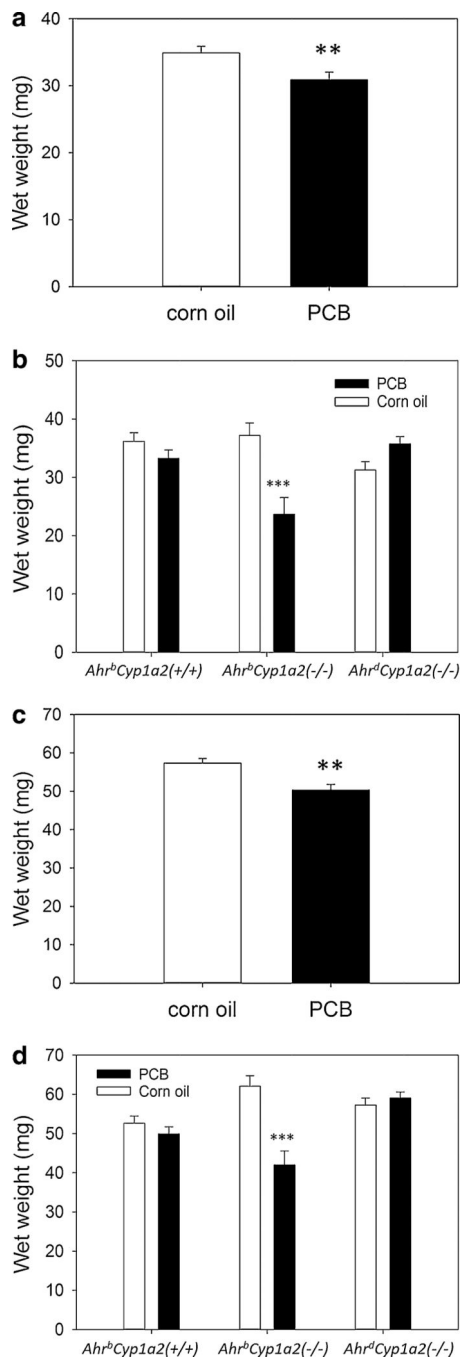 a
Wet weight (mg)
40
30
20
10
0
**
corn oil PCB
b
Wet weight (mg)
50
40
30
20
10
0
PCB
Corn oil
***
AhrᵇCyp1a2(+/+) AhrᵇCyp1a2(-/-) AhrᵈCyp1a2(-/-)
c
Wet weight (mg)
70
60
50
40
30
20
10
0
**
corn oil PCB
d
Wet weight (mg)
70
60
50
40
30
20
10
0
PCB
Corn oil
***
AhrᵇCyp1a2(+/+) AhrᵇCyp1a2(-/-) AhrᵈCyp1a2(-/-)